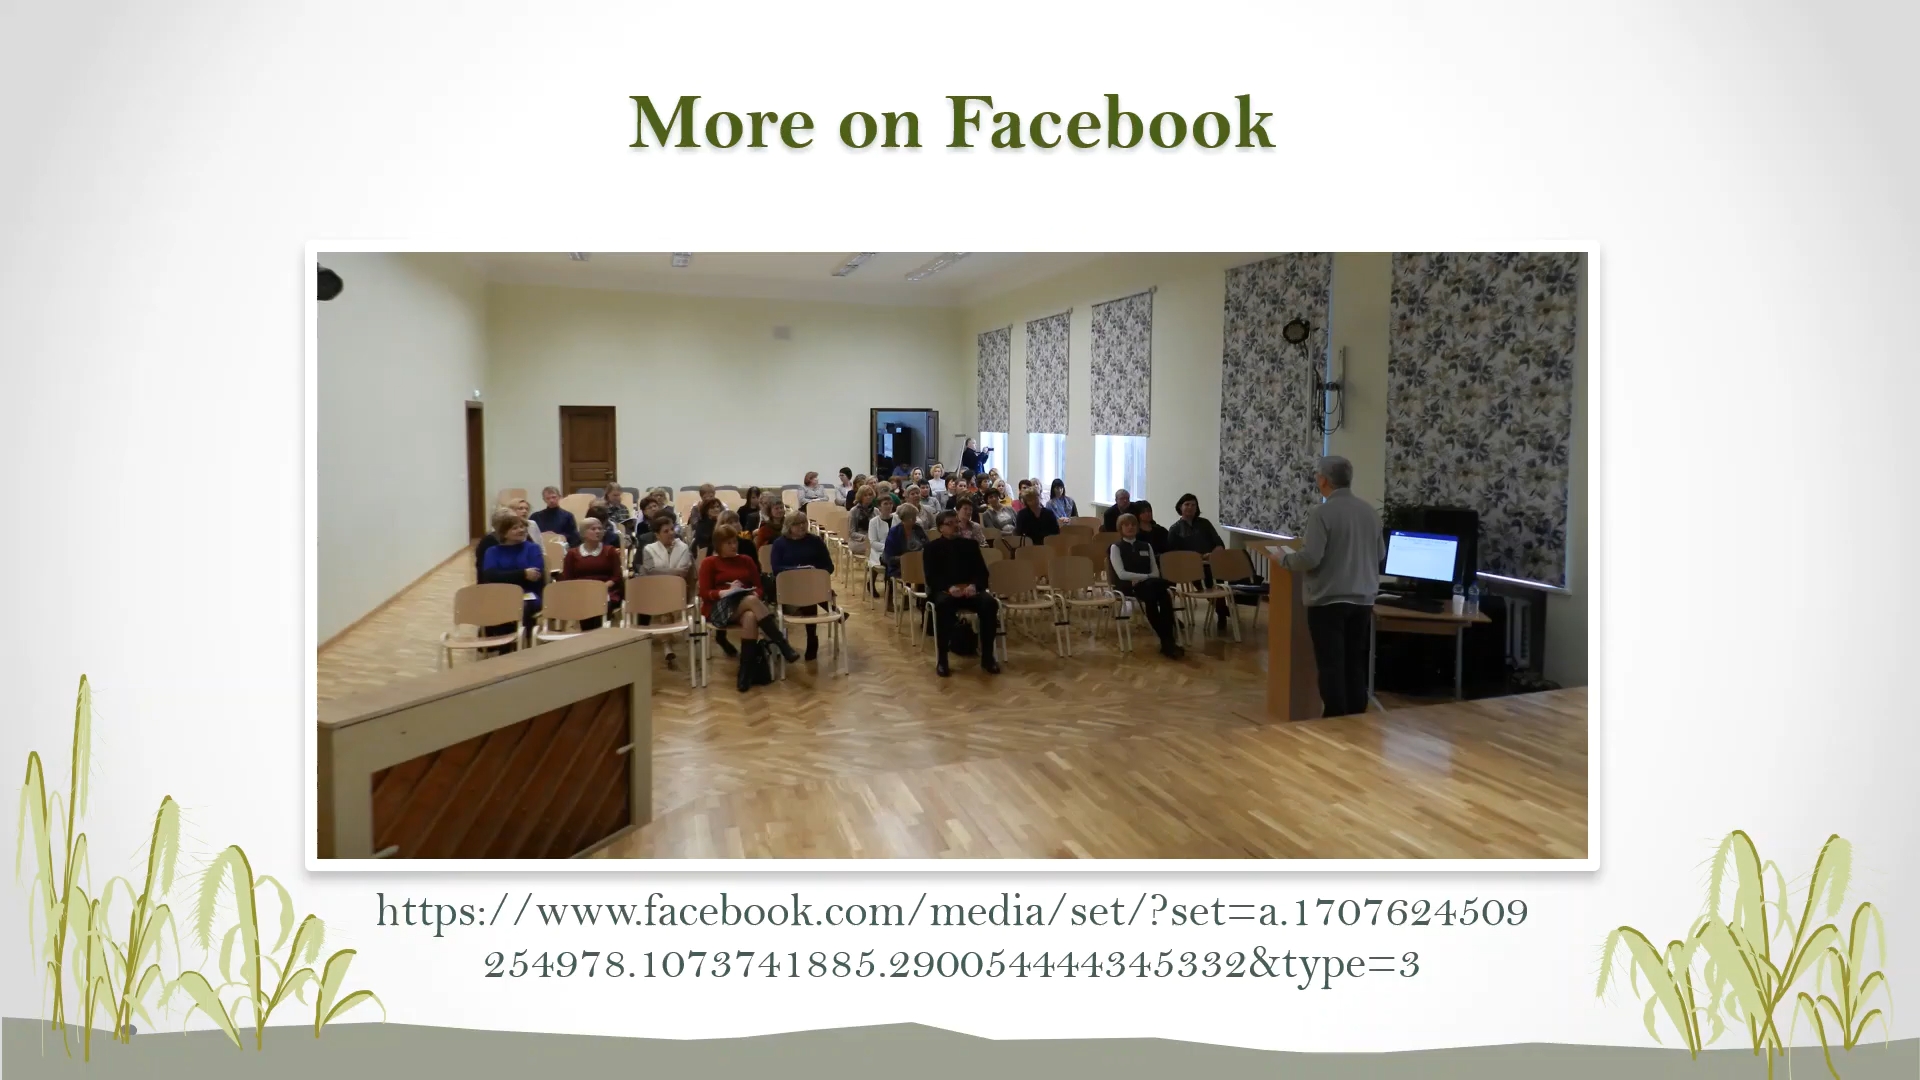 More on Facebook
https://www.facebook.com/media/set/?set=a.1707624509
254978.1073741885.290054444345332&type=3